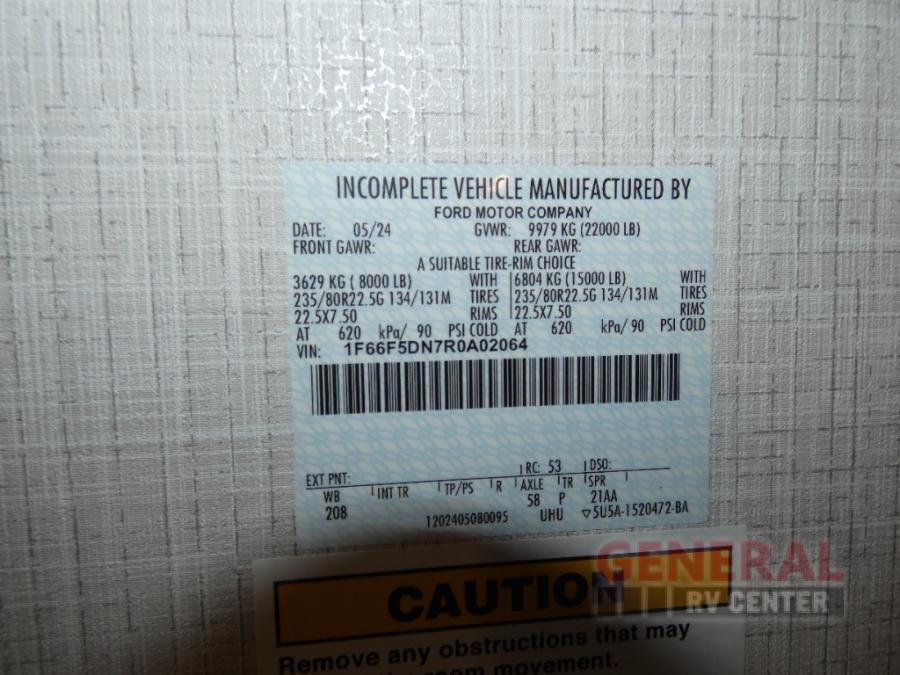 INCOMPLETE VEHICLE MANUFACTURED BY
FORD MOTOR COMPANY
DATE: 05/24 GVWR: 9979 KG (22000 LB)
FRONT GAWR: REAR GAWR:
A SUITABLE TIRE-RIM CHOICE
3629 KG ( 8000 LB) WITH 6804 KG (15000 LB) WITH
235/80R22.5G 134/131M TIRES 235/80R22.5G 134/131M TIRES
22.5X7.50 RIMS 22.5X7.50 RIMS
AT 620 kPa/ 90 PSI COLD AT 620 kPa/ 90 PSI COLD
VIN: 1F66F5DN7R0A02064
EXT PNT: RC: 53 DSO:
WB INT TR TP/PS R AXLE TR SPR
208 58 P 21AA
1202405080095 UHU ▽5U5A-1520472-BA
GENERAL
RV CENTER
CAUTION
Remove any obstructions that may
room movement.